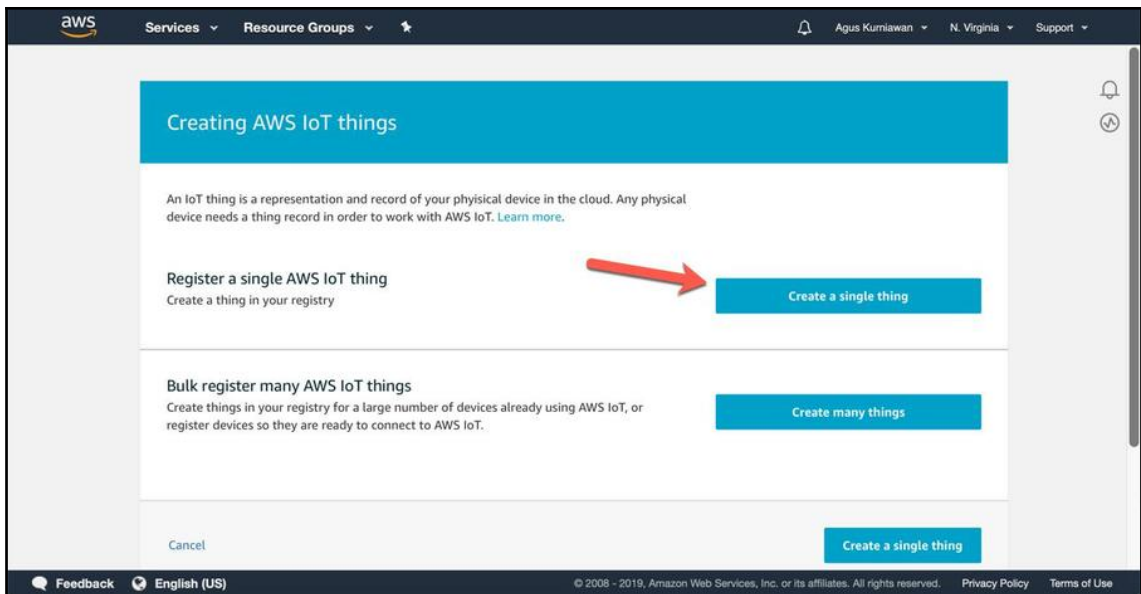 aws Services Resource Groups Agus Kurniawan N. Virginia Support
Creating AWS IoT things
An IoT thing is a representation and record of your phyisical device in the cloud. Any physical
device needs a thing record in order to work with AWS IoT. Learn more.
Register a single AWS IoT thing
Create a thing in your registry
Create a single thing
Bulk register many AWS IoT things
Create things in your registry for a large number of devices already using AWS IoT, or
register devices so they are ready to connect to AWS IoT.
Create many things
Cancel Create a single thing
Feedback English (US) © 2008 - 2019, Amazon Web Services, Inc. or its affiliates. All rights reserved. Privacy Policy Terms of Use